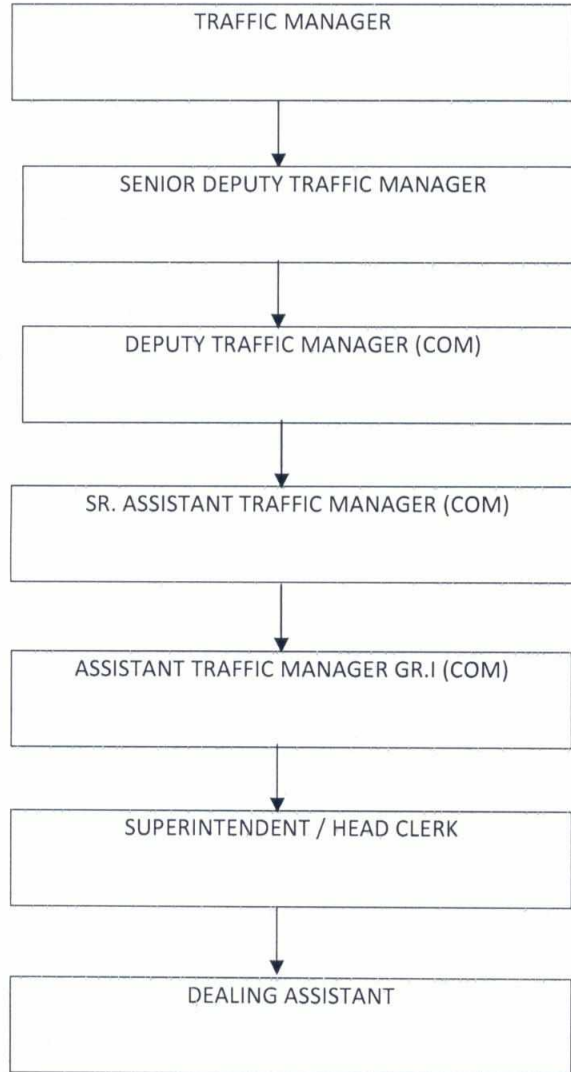 TRAFFIC MANAGER
SENIOR DEPUTY TRAFFIC MANAGER
DEPUTY TRAFFIC MANAGER (COM)
SR. ASSISTANT TRAFFIC MANAGER (COM)
ASSISTANT TRAFFIC MANAGER GR.I (COM)
SUPERINTENDENT / HEAD CLERK
DEALING ASSISTANT